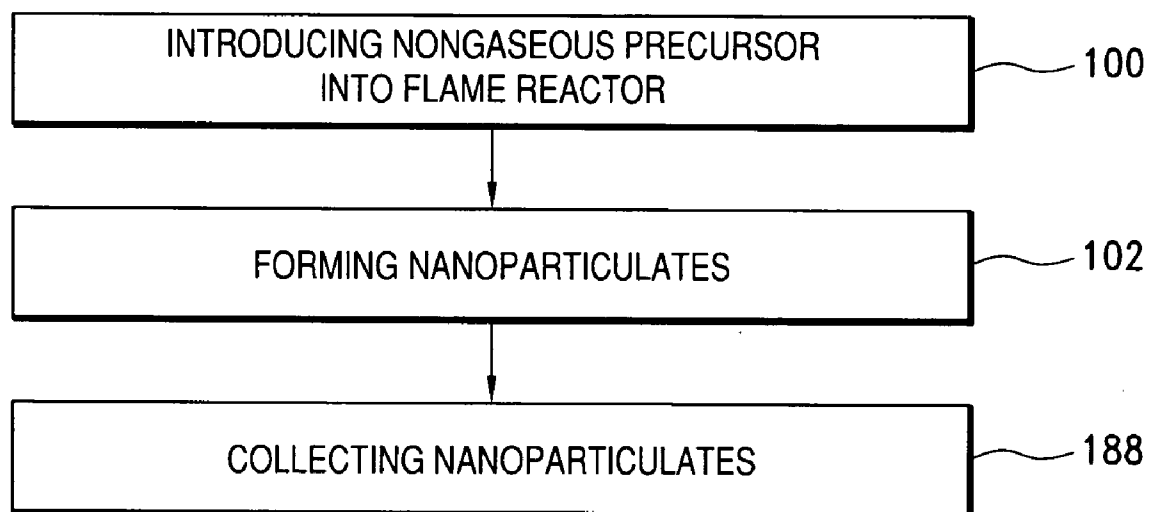 INTRODUCING NONGASEOUS PRECURSOR
INTO FLAME REACTOR
100
FORMING NANOPARTICULATES
102
COLLECTING NANOPARTICULATES
188